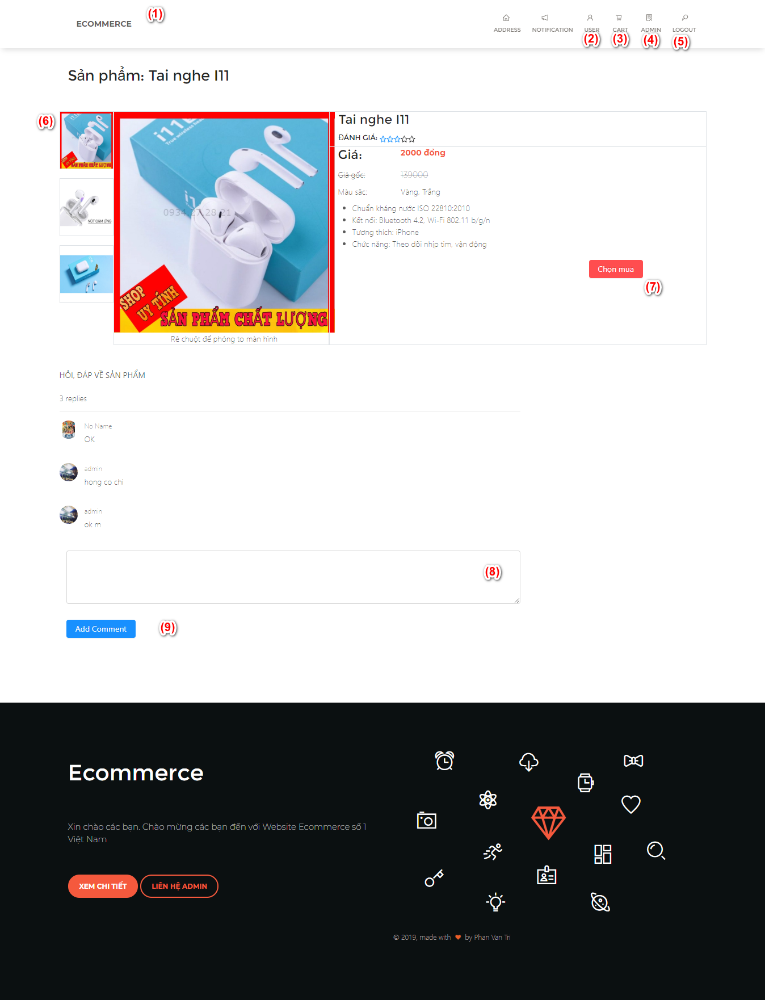 ECOMMERCE
(1)
ADDRESS
NOTIFICATION
USER
CART
ADMIN
LOGOUT
(2)
(3)
(4)
(5)
Sản phẩm: Tai nghe I11
(6)
i11
True wireless
SHOP UY TÍNH
SẢN PHẨM CHẤT LƯỢNG
0934.27.28.21
NÚT CẢM ỨNG
Rê chuột để phóng to màn hình
Tai nghe I11
ĐÁNH GIÁ:
Giá:
2000 đồng
Giá gốc:
139000
Màu sắc:
Vàng, Trắng
Chuẩn kháng nước ISO 22810:2010
Kết nối: Bluetooth 4.2, Wi-Fi 802.11 b/g/n
Tương thích: iPhone
Chức năng: Theo dõi nhịp tim, vận động
Chọn mua
(7)
HỎI, ĐÁP VỀ SẢN PHẨM
3 replies
No Name
OK
admin
hong co chi
admin
ok m
(8)
Add Comment
(9)
Ecommerce
Xin chào các bạn. Chào mừng các bạn đến với Website Ecommerce số 1
Việt Nam
XEM CHI TIẾT
LIÊN HỆ ADMIN
© 2019, made with ❤ by Phan Van Tri